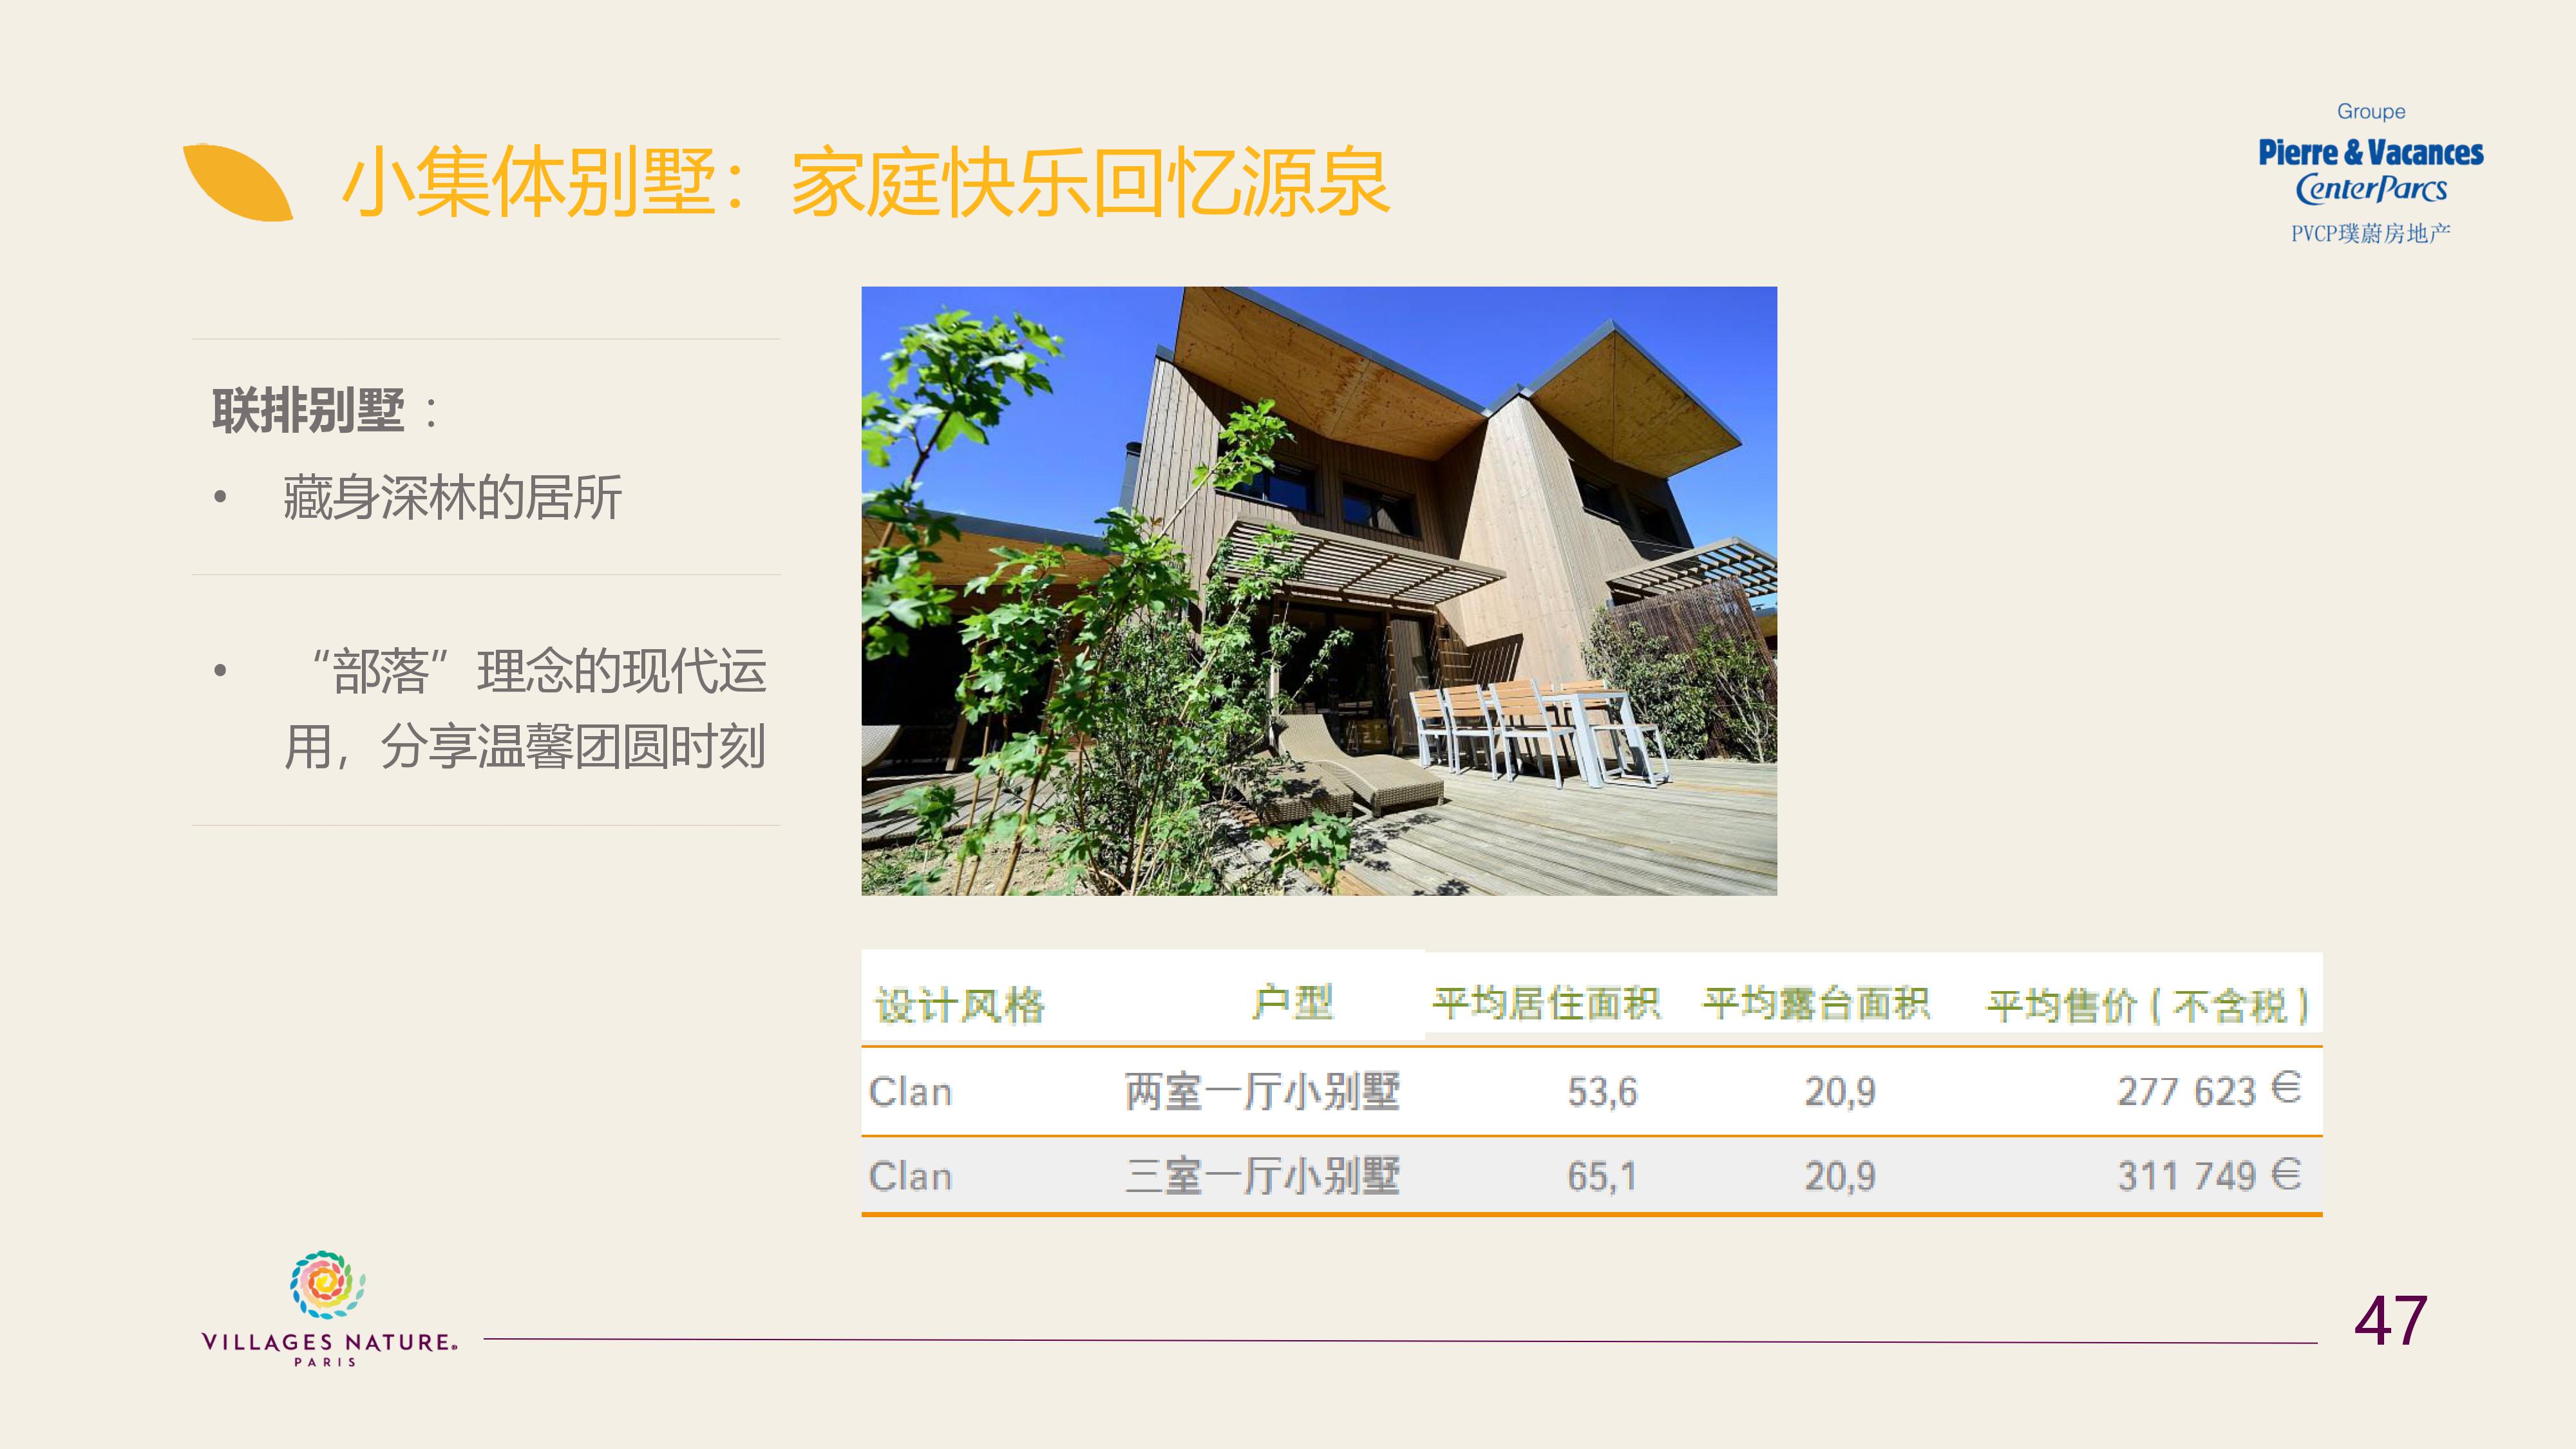 Groupe
Pierre & Vacances
CenterParcs
PVCP璞蔚房地产
小集体别墅：家庭快乐回忆源泉
联排别墅：
• 藏身深林的居所
• “部落”理念的现代运
用，分享温馨团圆时刻
设计风格 户型 平均居住面积 平均露台面积 平均售价（不含税）
Clan 两室一厅小别墅 53,6 20,9 277 623 €
Clan 三室一厅小别墅 65,1 20,9 311 749 €
VILLAGES NATURE®
PARIS
47